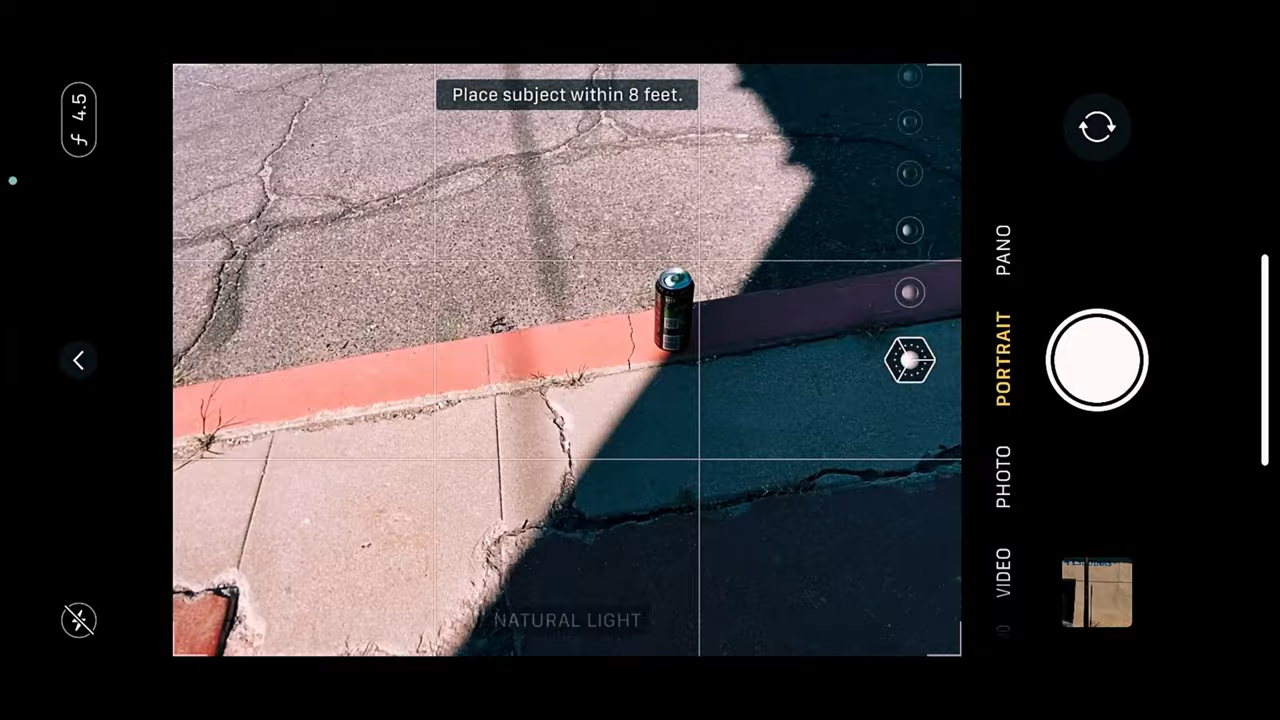 Place subject within 8 feet.
f 4.5
NATURAL LIGHT
PANO
PORTRAIT
PHOTO
VIDEO